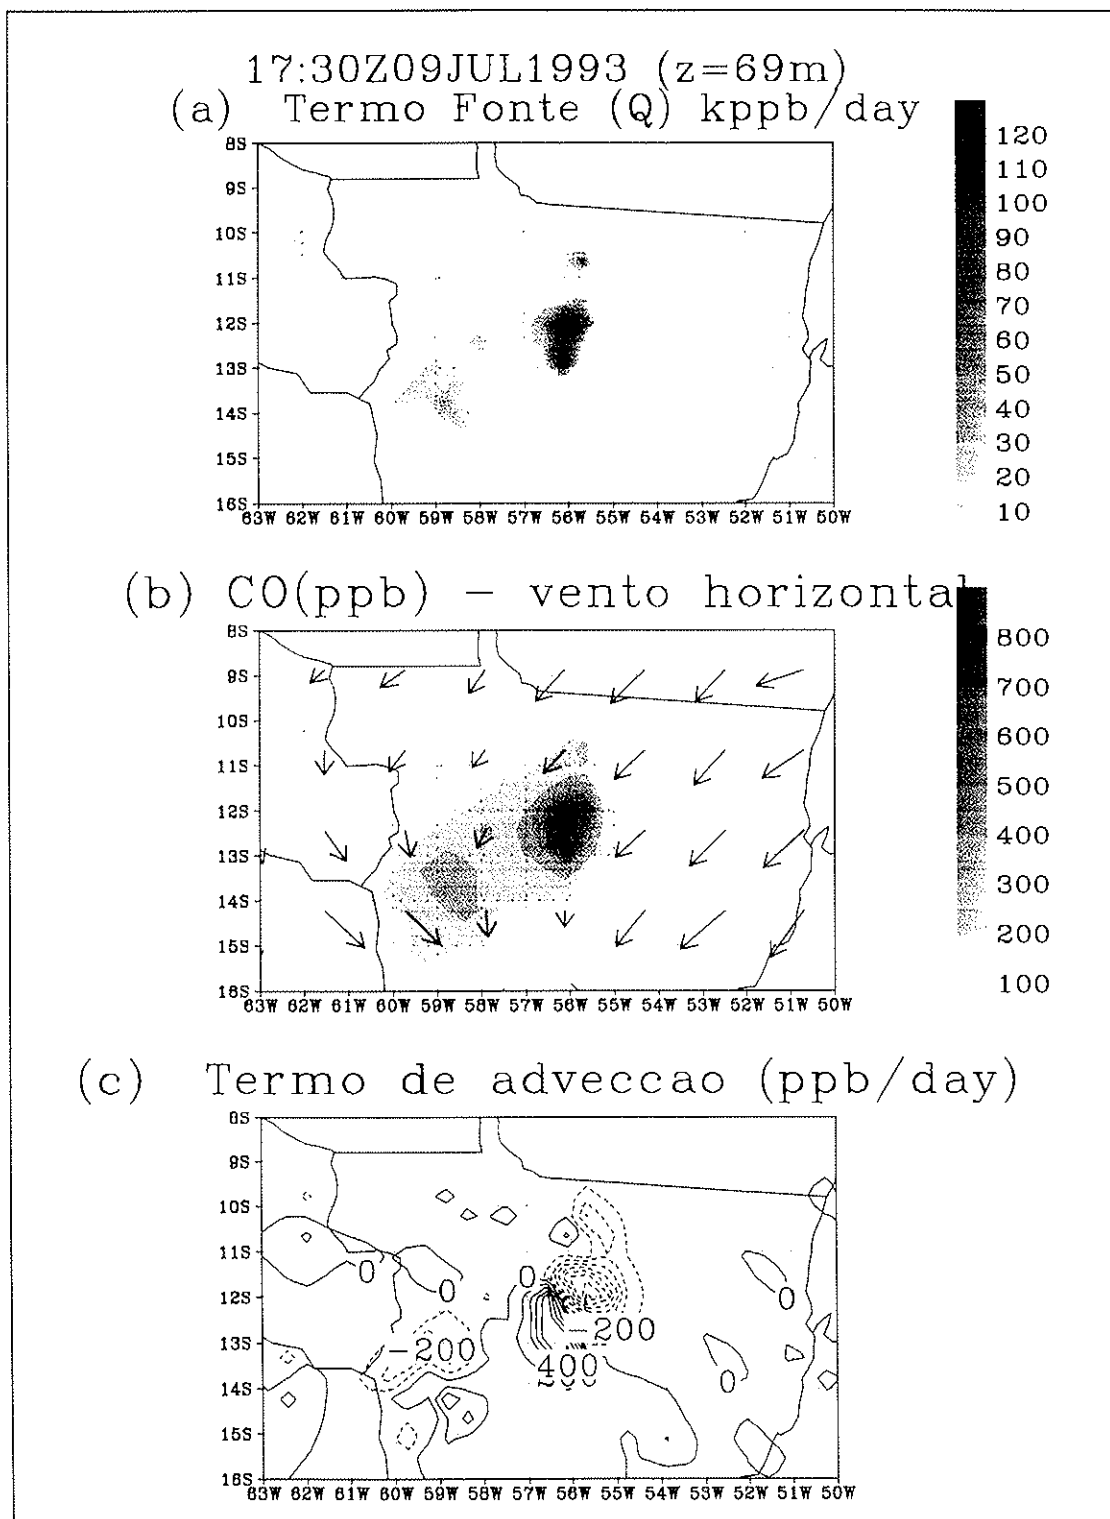 17:30Z09JUL1993 (z=69m)
(a) Termo Fonte (Q) kppb/day
8S
9S
10S
11S
12S
13S
14S
15S
16S
63W 62W 61W 60W 59W 58W 57W 56W 55W 54W 53W 52W 51W 50W
120
110
100
90
80
70
60
50
40
30
20
10
(b) CO(ppb) - vento horizontal
8S
9S
10S
11S
12S
13S
14S
15S
16S
63W 62W 61W 60W 59W 58W 57W 56W 55W 54W 53W 52W 51W 50W
800
700
600
500
400
300
200
100
(c) Termo de adveccao (ppb/day)
8S
9S
10S
11S
12S
13S
14S
15S
16S
0
0
0
0
-200
-200
400
0
63W 62W 61W 60W 59W 58W 57W 56W 55W 54W 53W 52W 51W 50W